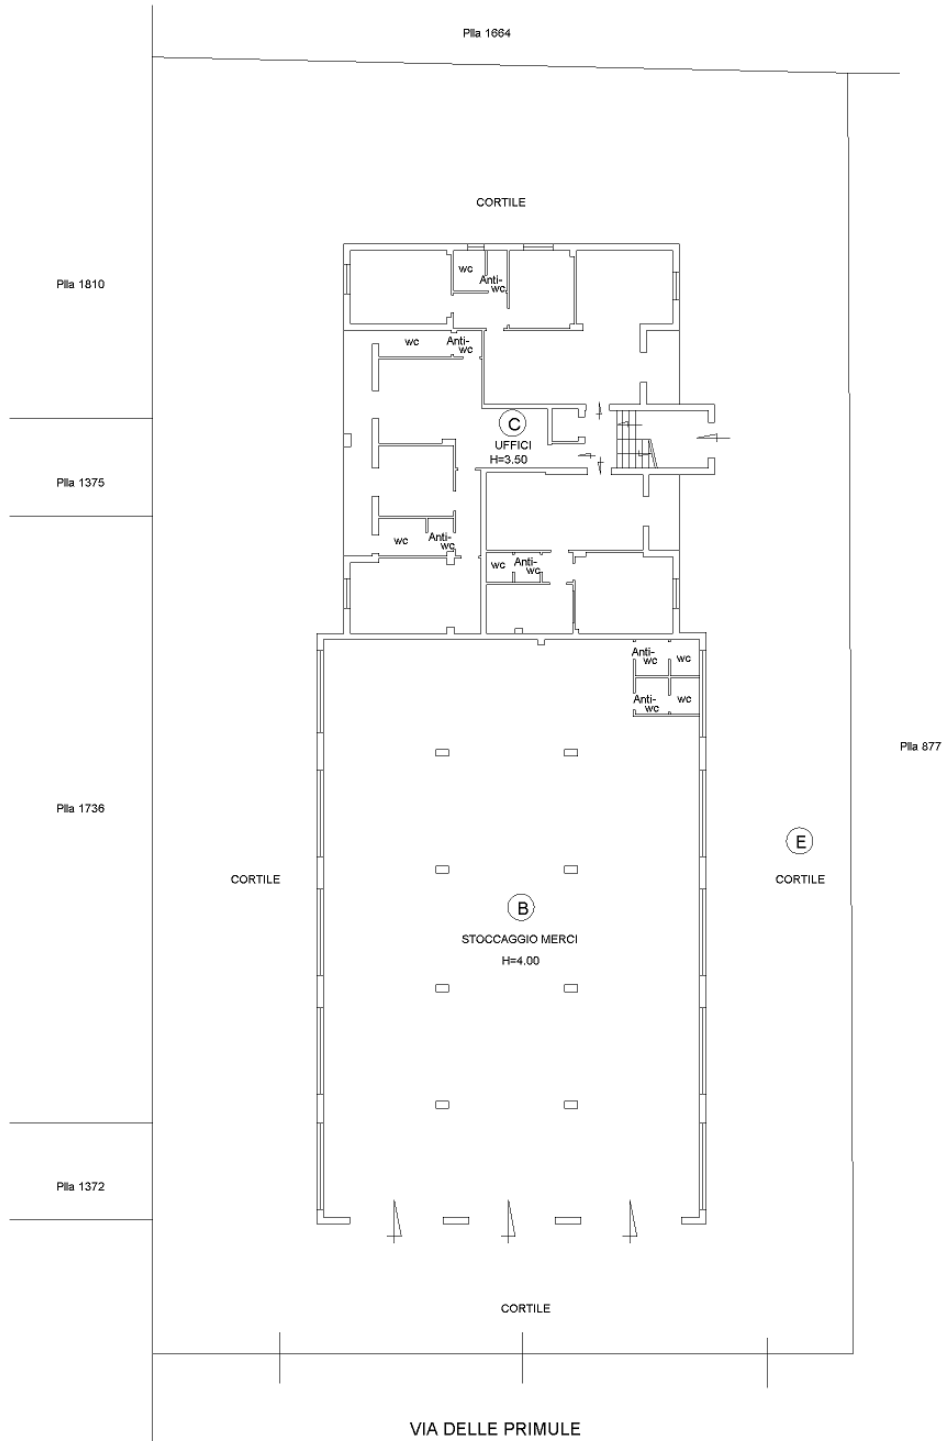 Plla 1664
CORTILE
Plla 1810
wc
Anti-
wc
wc
Anti-
wc
C
UFFICI
H=3.50
Plla 1375
wc
Anti-
wc
wc
Anti-
wc
Anti-
wc
wc
Anti-
wc
wc
Plla 877
Plla 1736
E
CORTILE
CORTILE
B
STOCCAGGIO MERCI
H=4.00
Plla 1372
CORTILE
VIA DELLE PRIMULE